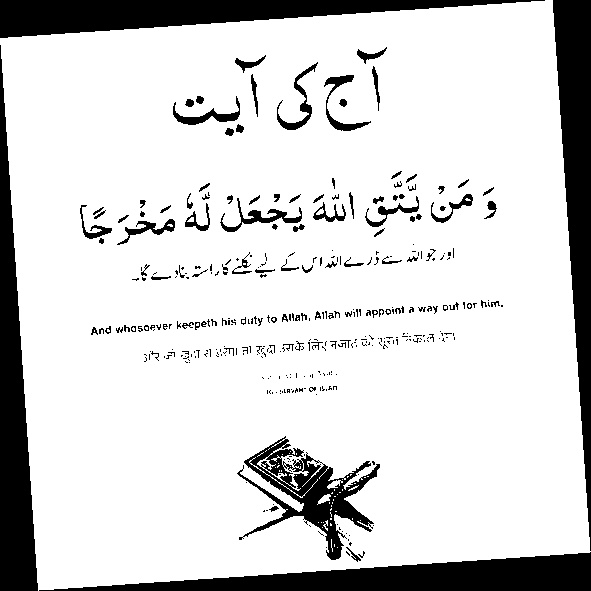 آج کی آیت
وَ مَنْ یَّتَّقِ اللّٰهَ یَجْعَلْ لَّهٗ مَخْرَجًا
اور جو اللہ سے ڈرے اللہ اس کے لیے نکلنے کا راستہ بنا دے گا۔
And whosoever keepeth his duty to Allah, Allah will appoint a way out for him.
और जो खुदा से डरेगा तो खुदा उसके लिए नजात की सूरत निकाल देगा
SERVANT OF ISLAM